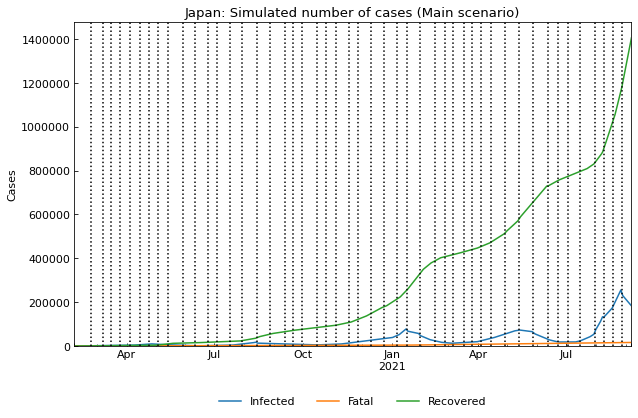 Japan: Simulated number of cases (Main scenario)
1400000
1200000
1000000
800000
600000
400000
200000
0
Cases
Apr Jul Oct Jan Apr Jul
2021
Infected Fatal Recovered